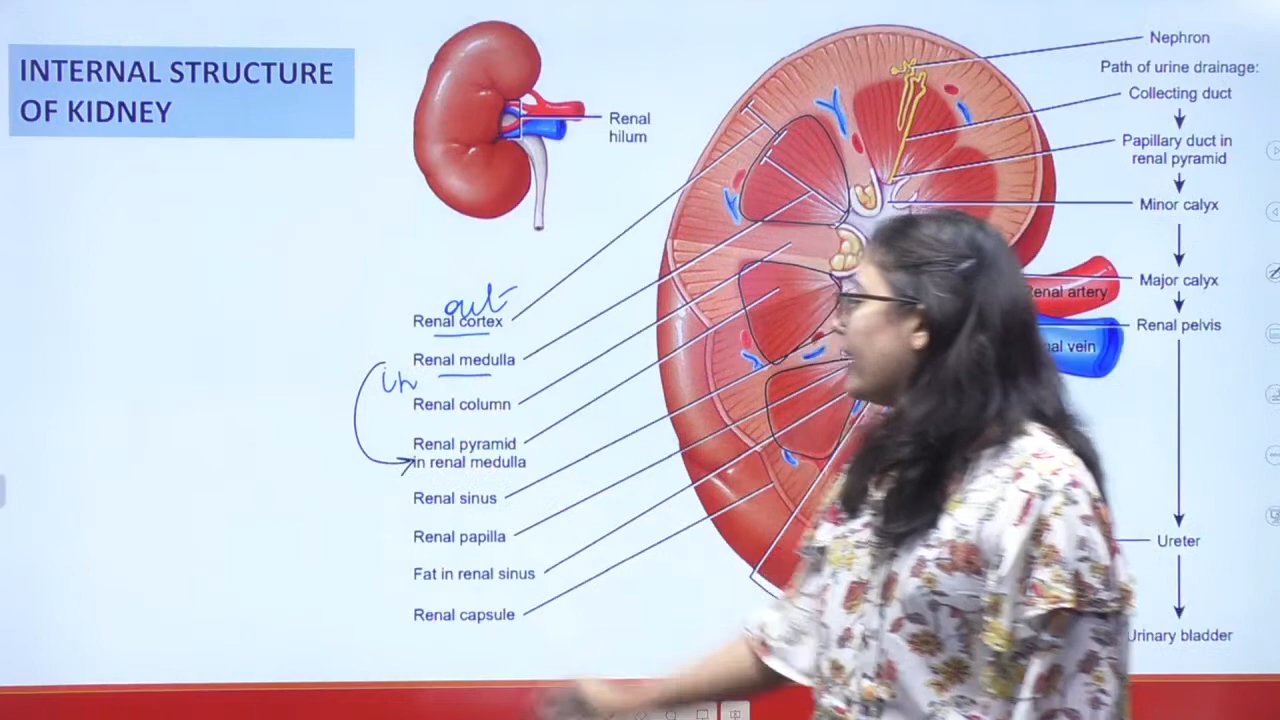 INTERNAL STRUCTURE
OF KIDNEY
Renal
hilum
out
Renal cortex
Renal medulla
in
Renal column
Renal pyramid
in renal medulla
Renal sinus
Renal papilla
Fat in renal sinus
Renal capsule
Nephron
Path of urine drainage:
Collecting duct
Papillary duct in
renal pyramid
Minor calyx
Major calyx
Renal artery
Renal pelvis
Ureter
Urinary bladder